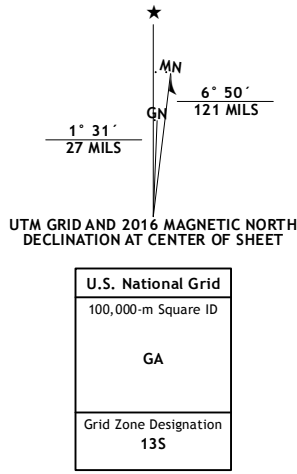 ★
MN
GN
6° 50´
121 MILS
1° 31´
27 MILS
UTM GRID AND 2016 MAGNETIC NORTH
DECLINATION AT CENTER OF SHEET
U.S. National Grid
100,000-m Square ID
GA
Grid Zone Designation
13S